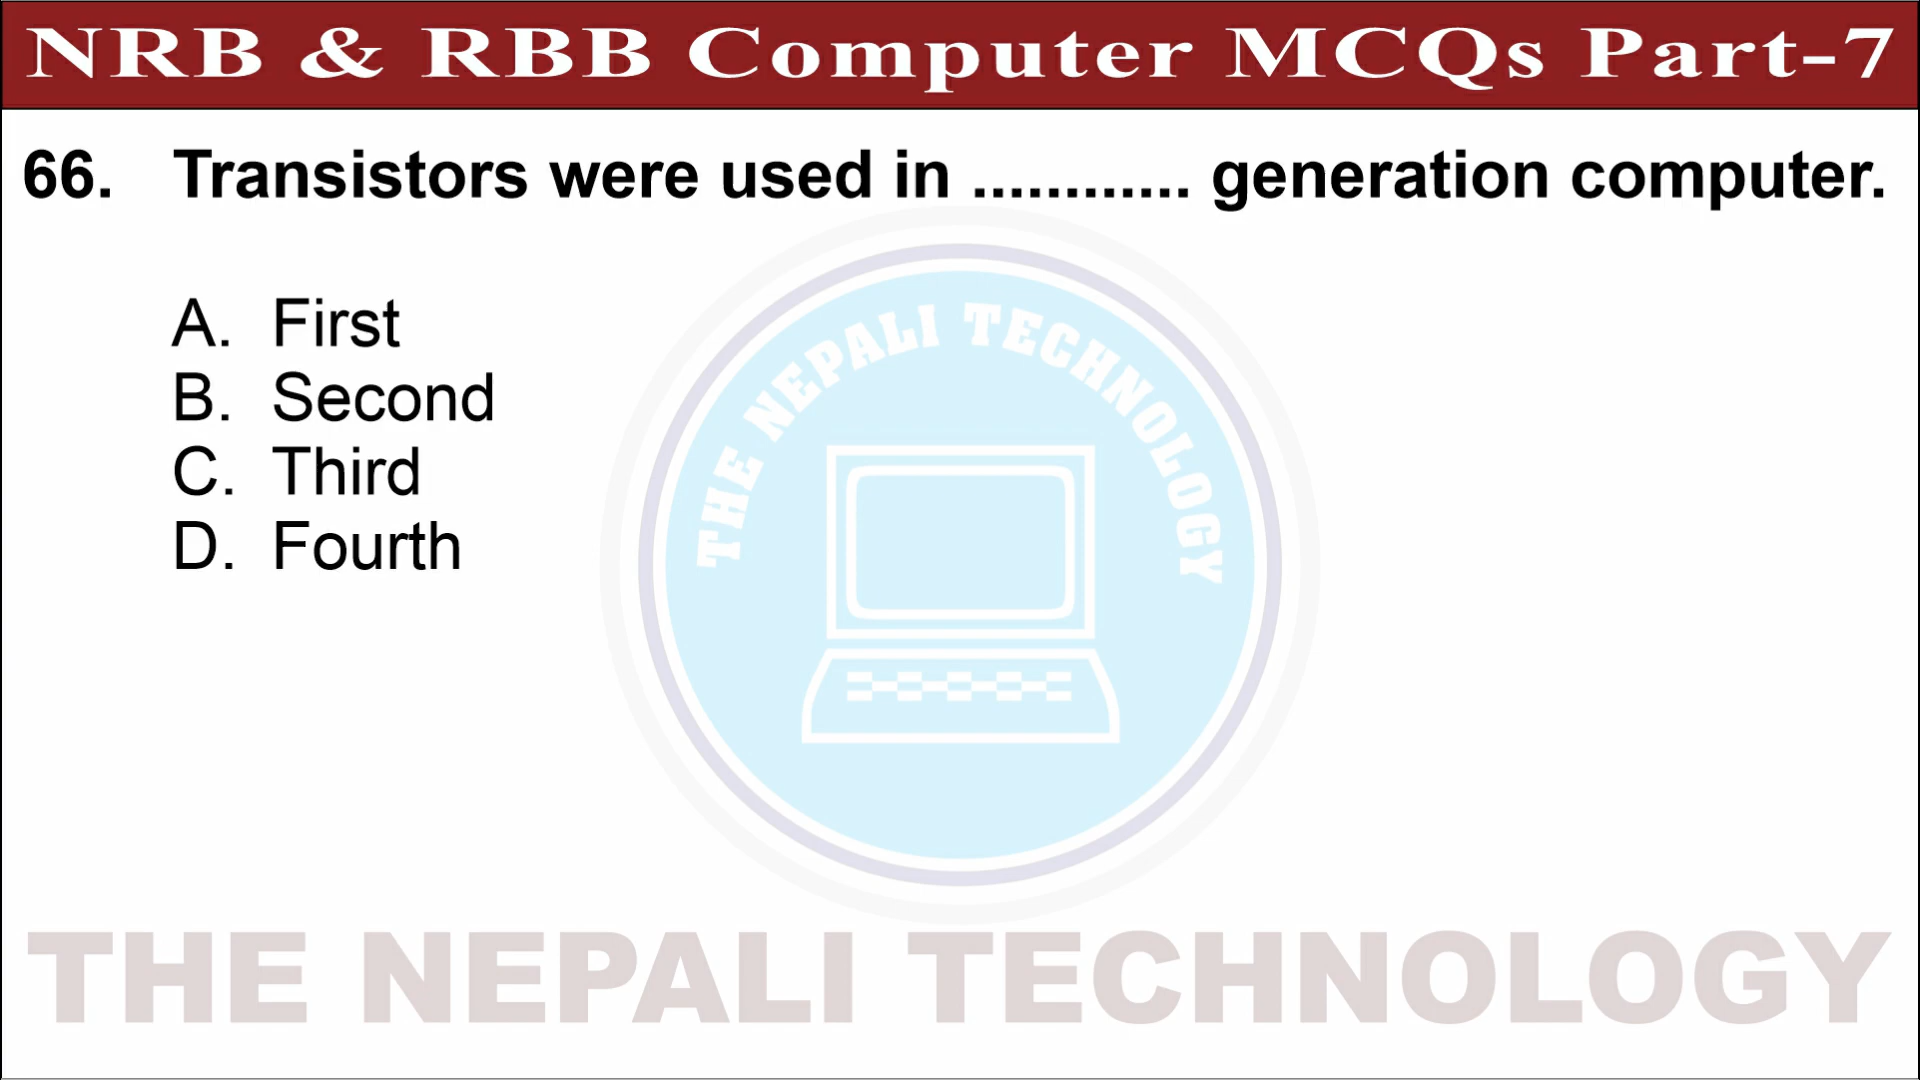 NRB & RBB Computer MCQs Part-7
66. Transistors were used in ............ generation computer.
A. First
B. Second
C. Third
D. Fourth
THE NEPALI TECHNOLOGY
THE NEPALI TECHNOLOGY